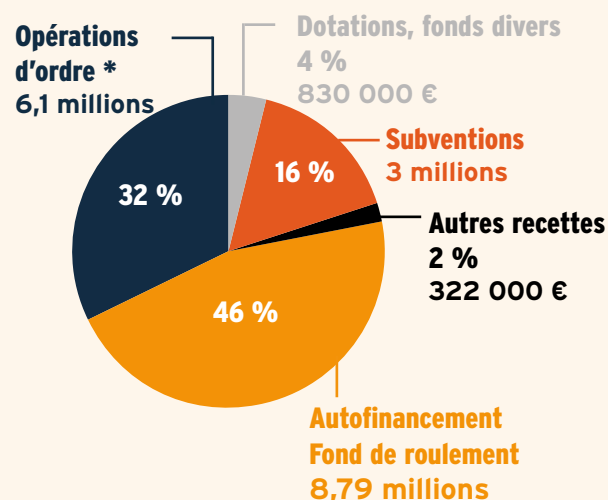 Opérations
d'ordre *
6,1 millions
Dotations, fonds divers
4 %
830 000 €
Subventions
3 millions
16 %
32 %
Autres recettes
2 %
322 000 €
46 %
Autofinancement
Fond de roulement
8,79 millions